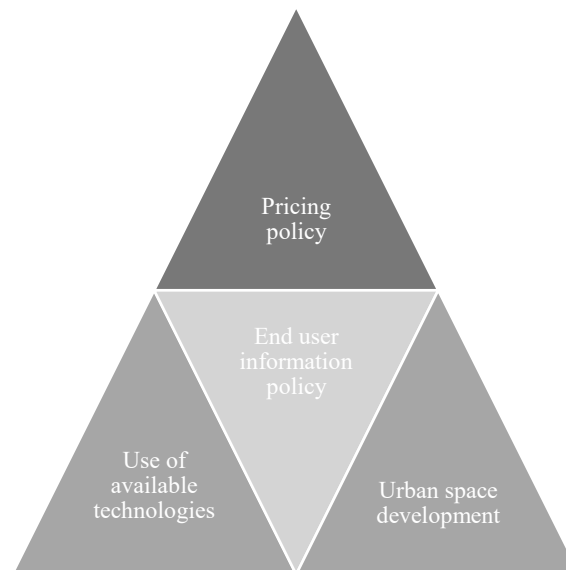 Pricing
policy
End user
information
policy
Use of
available
technologies
Urban space
development